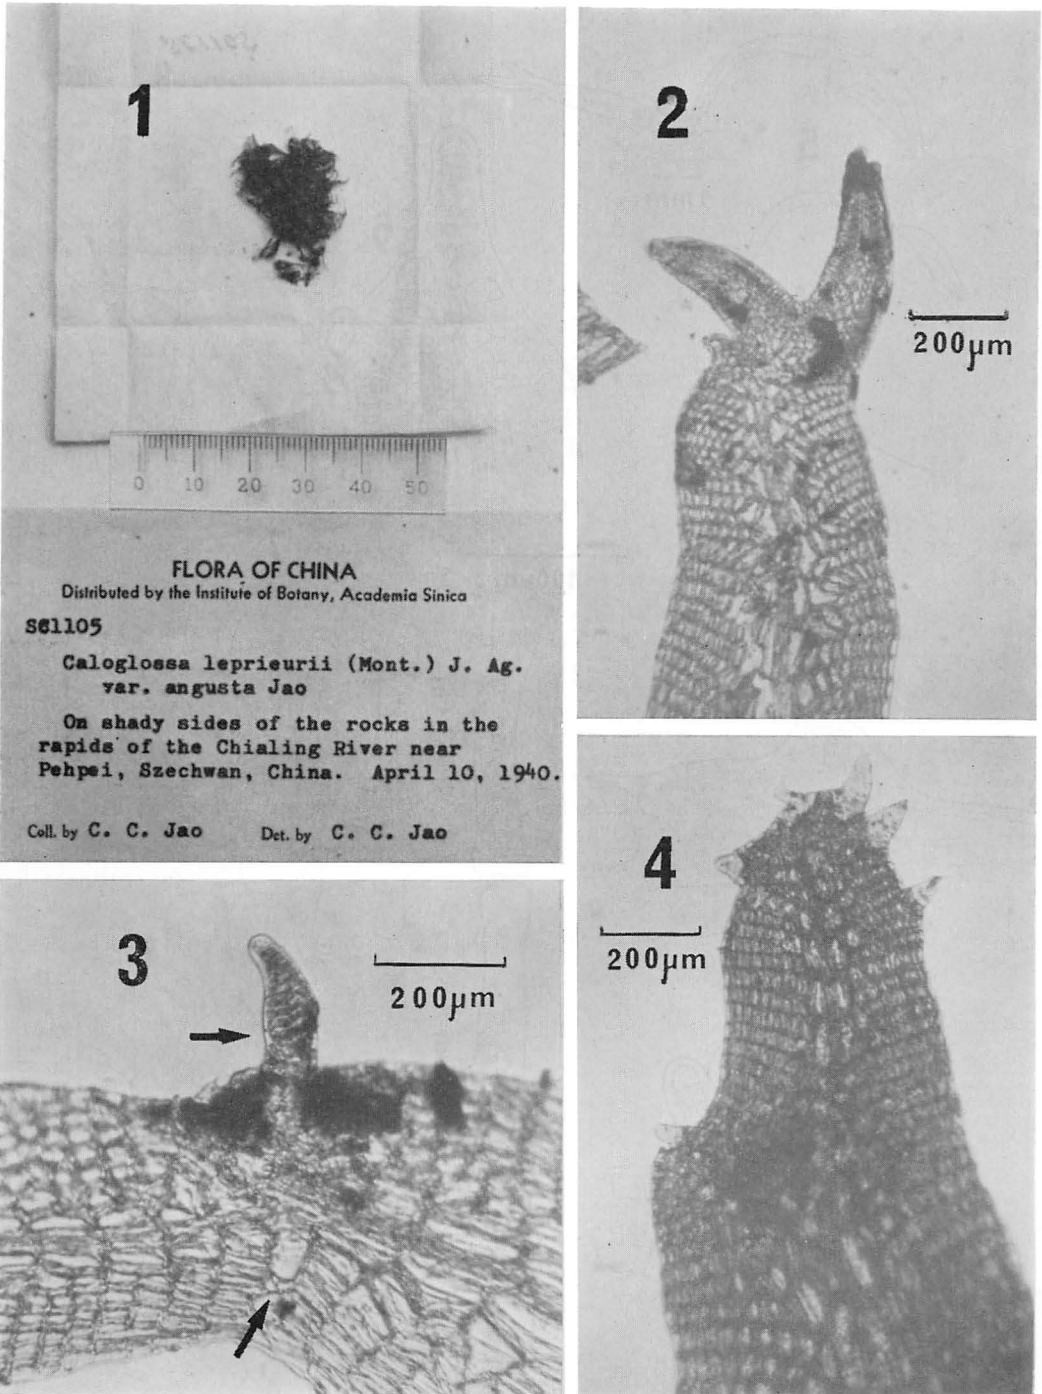 1
0 10 20 30 40 50
FLORA OF CHINA
Distributed by the Institute of Botany, Academia Sinica
SC1105
Caloglossa leprieurii (Mont.) J. Ag.
var. angusta Jao
On shady sides of the rocks in the
rapids of the Chialing River near
Pehpei, Szechwan, China. April 10, 1940.
Coll. by C. C. Jao Det. by C. C. Jao
2
200µm
3
200µm
4
200µm